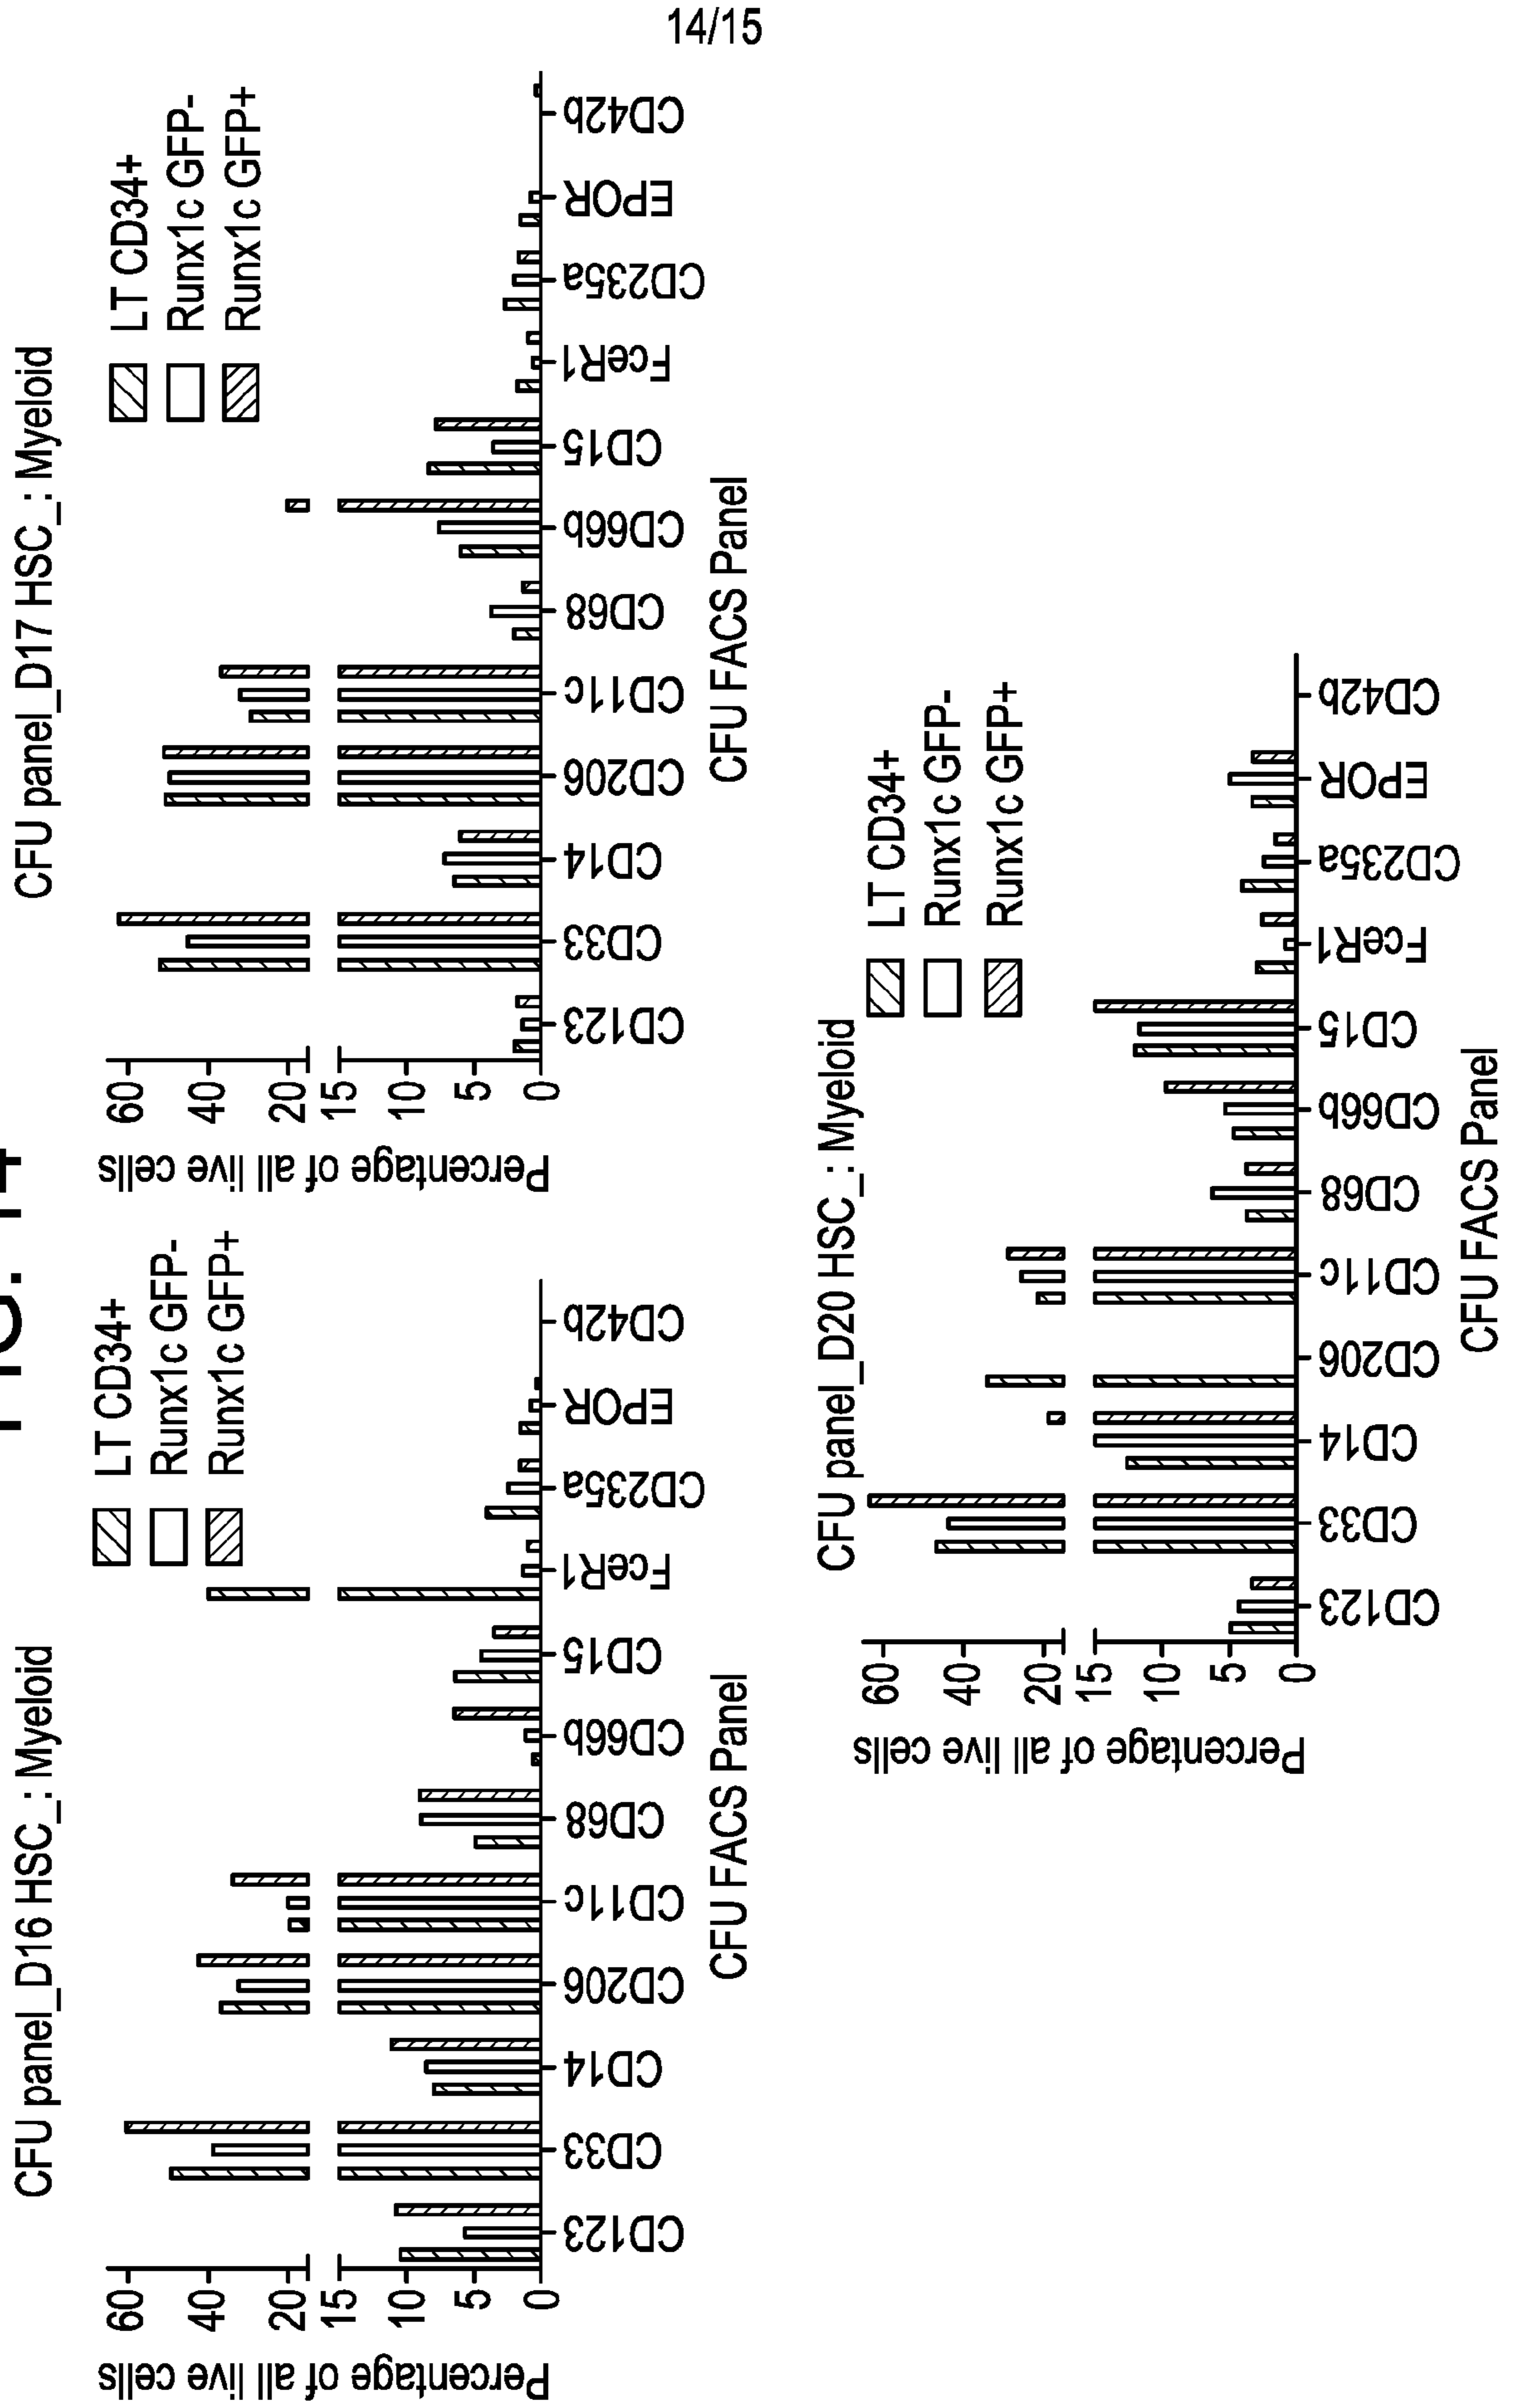 14/15
FIG. 14
CFU panel_D16 HSC_: Myeloid
LT CD34+
Runx1c GFP-
Runx1c GFP+
Percentage of all live cells
60
40
20
15
10
5
0
CD123
CD33
CD14
CD206
CD11c
CD68
CD66b
CD15
FceR1
CD235a
EPOR
CD42b
CFU FACS Panel
CFU panel_D17 HSC_: Myeloid
LT CD34+
Runx1c GFP-
Runx1c GFP+
Percentage of all live cells
60
40
20
15
10
5
0
CD123
CD33
CD14
CD206
CD11c
CD68
CD66b
CD15
FceR1
CD235a
EPOR
CD42b
CFU FACS Panel
CFU panel_D20 HSC_: Myeloid
LT CD34+
Runx1c GFP-
Runx1c GFP+
Percentage of all live cells
60
40
20
15
10
5
0
CD123
CD33
CD14
CD206
CD11c
CD68
CD66b
CD15
FceR1
CD235a
EPOR
CD42b
CFU FACS Panel